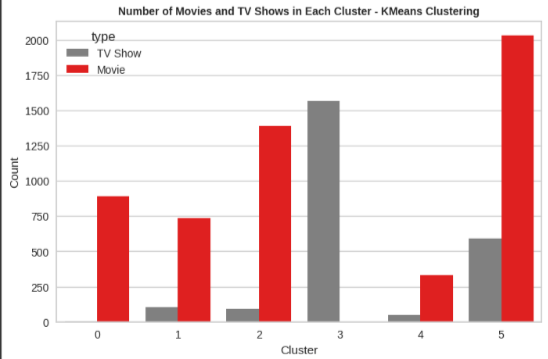 Number of Movies and TV Shows in Each Cluster - KMeans Clustering
type
TV Show
Movie
2000
1750
1500
1250
1000
750
500
250
0
Count
0 1 2 3 4 5
Cluster